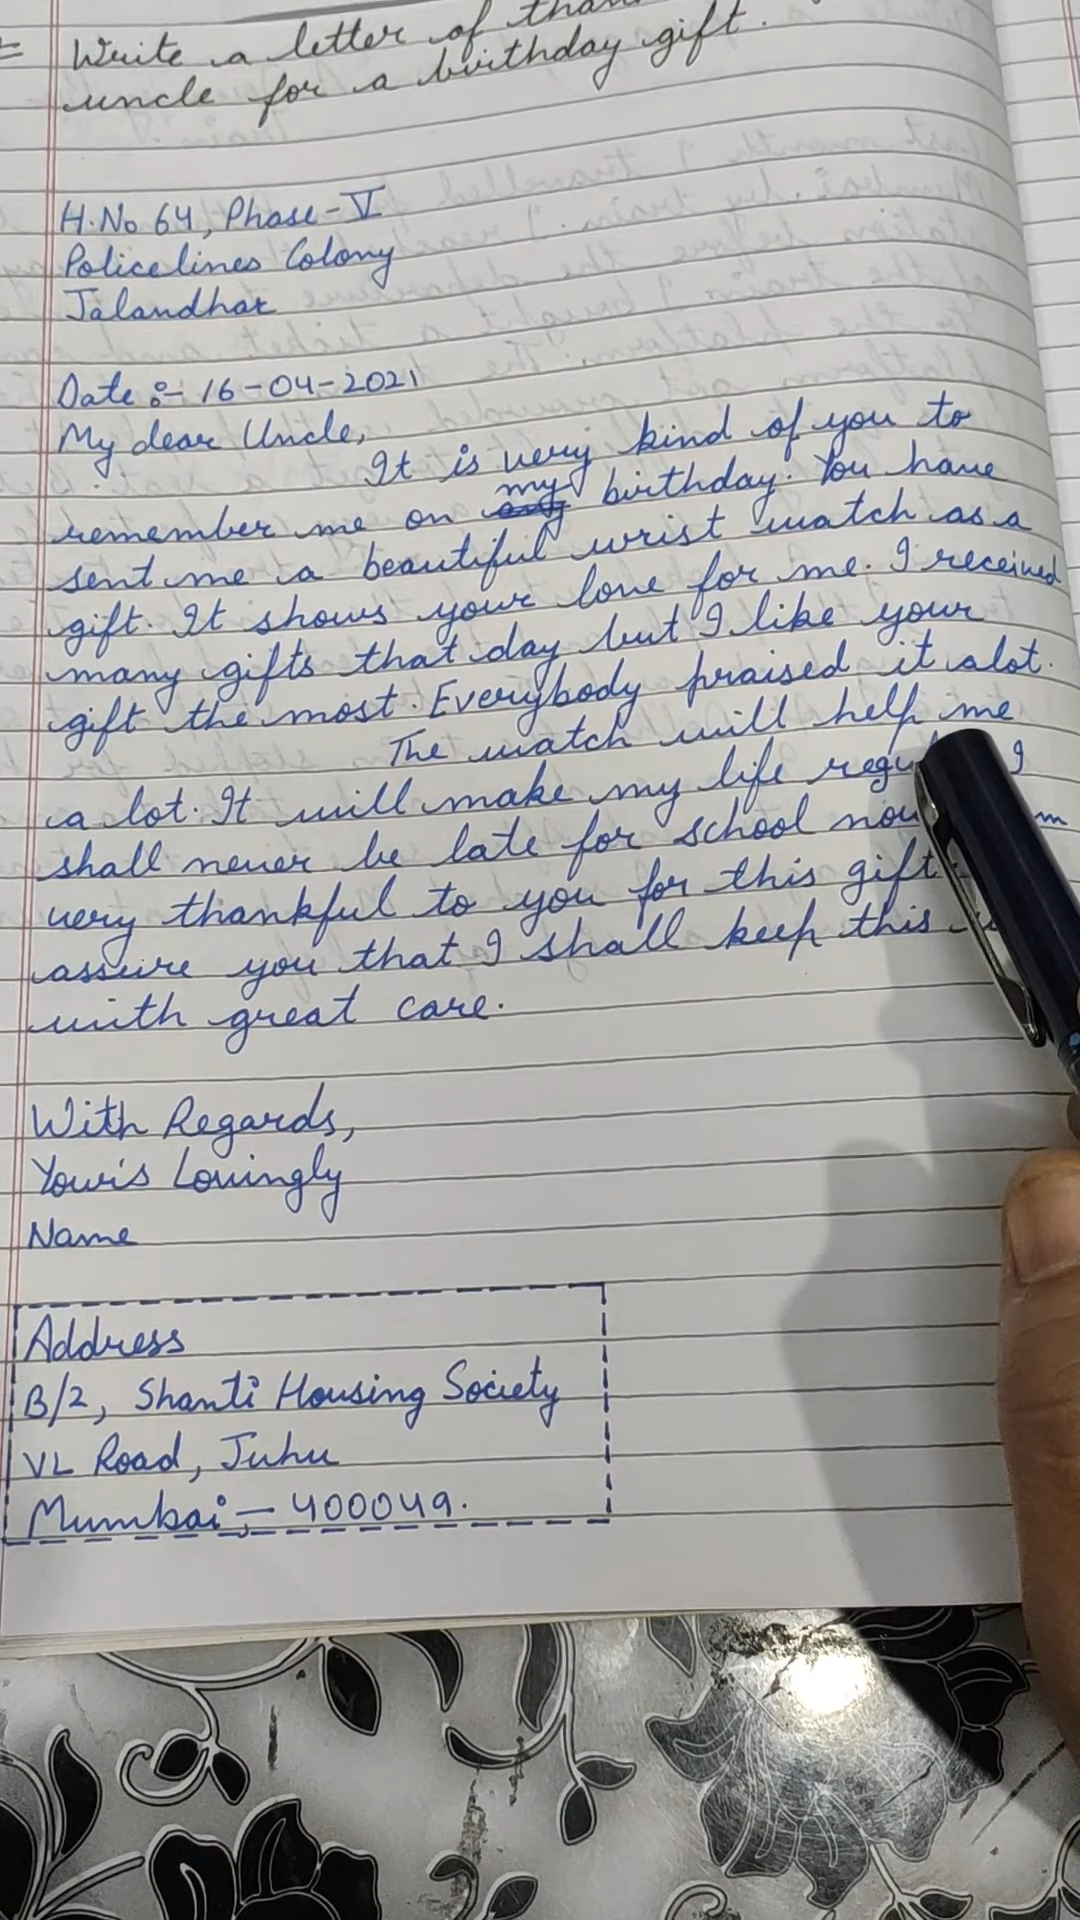 Write a letter of
uncle for a birthday gift.
H.No 64, Phase-V
Policelines Colony
Jalandhar
Date :- 16-04-2021
My dear Uncle,
It is very kind of you to
remember me on my birthday. You have
sent me a beautiful wrist watch as a
gift. It shows your love for me. I received
many gifts that day but I like your
gift the most. Everybody praised it alot.
The watch will help me
a lot. It will make my life I
shall never be late for school
very thankful to you for this gift
assure you that I shall keep this
with great care.
With Regards,
Your's Lovingly
Name
Address
B/2, Shanti Housing Society
VL Road, Juhu
Mumbai - 400049.